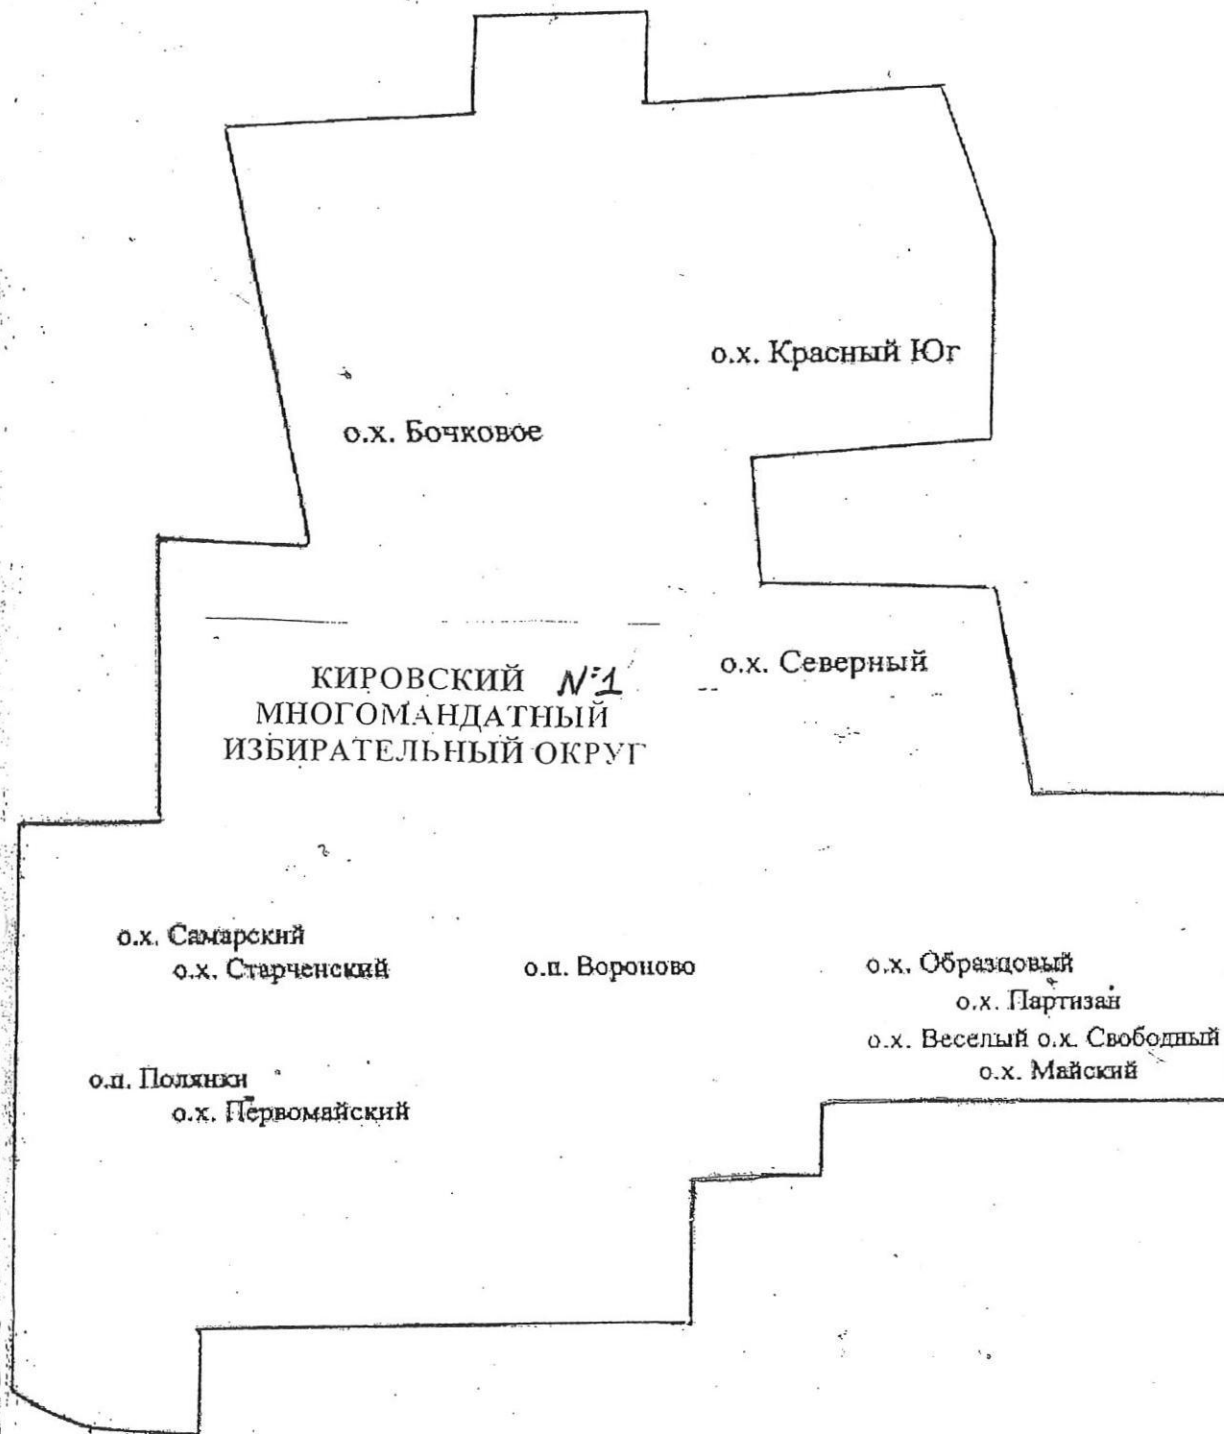 о.х. Красный Юг
о.х. Бочковое
о.х. Северный
КИРОВСКИЙ №1
МНОГОМАНДАТНЫЙ
ИЗБИРАТЕЛЬНЫЙ ОКРУГ
о.х. Самарский
о.х. Старченский
о.п. Вороново
о.х. Образцовый
о.х. Партизан
о.х. Веселый о.х. Свободный
о.х. Майский
о.п. Полянки
о.х. Первомайский